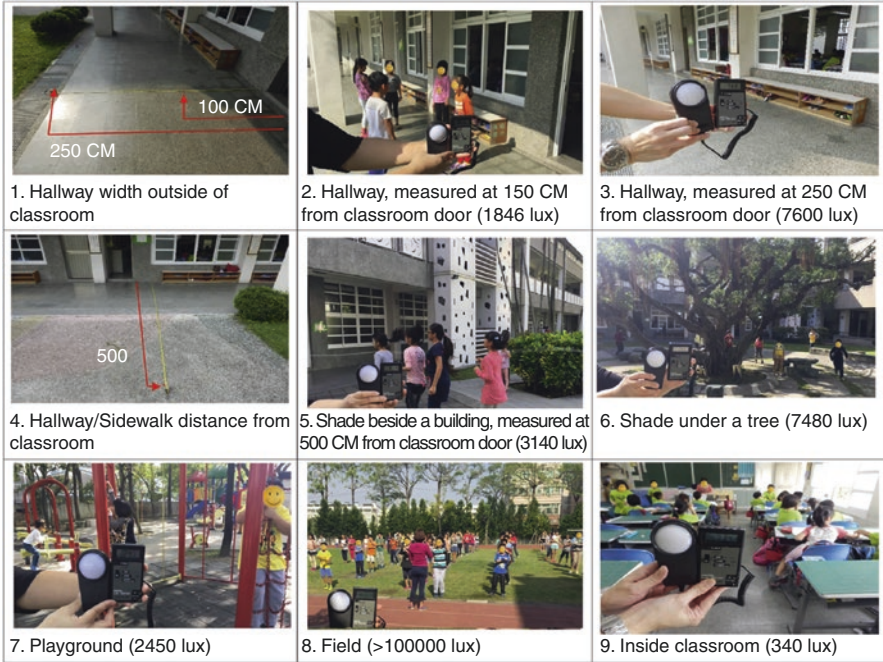 100 CM
250 CM
1. Hallway width outside of
classroom
2. Hallway, measured at 150 CM
from classroom door (1846 lux)
3. Hallway, measured at 250 CM
from classroom door (7600 lux)
500
4. Hallway/Sidewalk distance from
classroom
5. Shade beside a building, measured at
500 CM from classroom door (3140 lux)
6. Shade under a tree (7480 lux)
7. Playground (2450 lux)
8. Field (>100000 lux)
9. Inside classroom (340 lux)